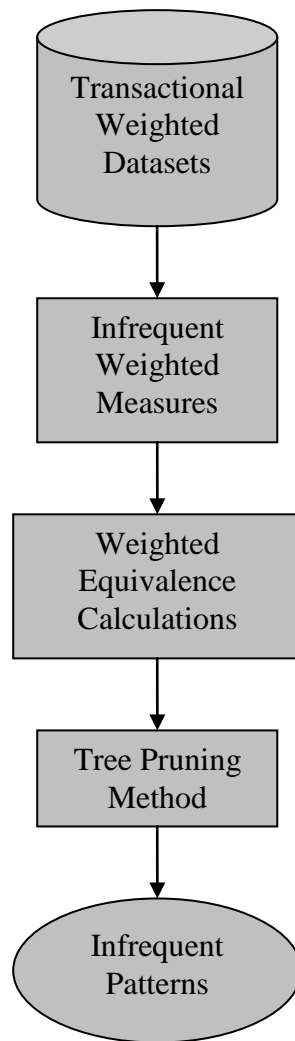 Transactional
Weighted
Datasets
Infrequent
Weighted
Measures
Weighted
Equivalence
Calculations
Tree Pruning
Method
Infrequent
Patterns